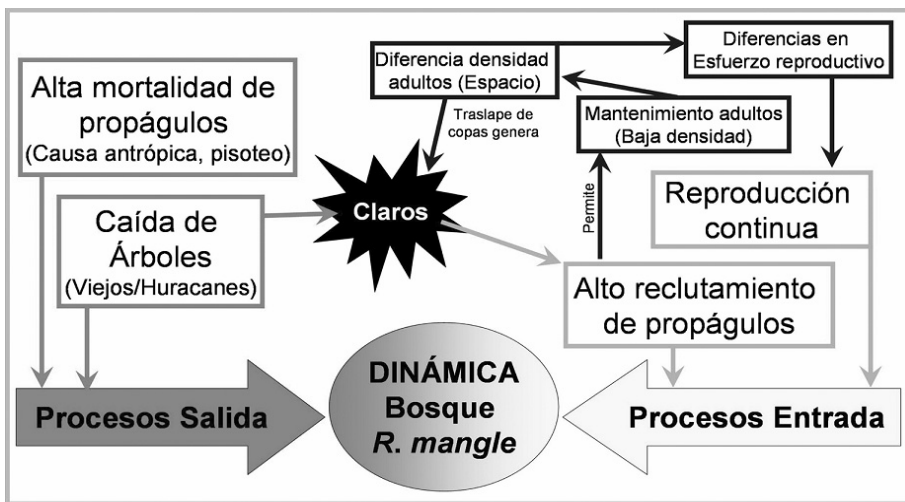 Alta mortalidad de
propágulos
(Causa antrópica, pisoteo)
Caída de
Árboles
(Viejos/Huracanes)
Diferencia densidad
adultos (Espacio)
Traslape de
copas genera
Claros
Diferencias en
Esfuerzo reproductivo
Mantenimiento adultos
(Baja densidad)
Permite
Reproducción
continua
Alto reclutamiento
de propágulos
Procesos Salida
DINÁMICA
Bosque
R. mangle
Procesos Entrada